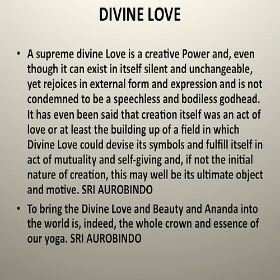 DIVINE LOVE
• A supreme divine Love is a creative Power and, even
though it can exist in itself silent and unchangeable,
yet rejoices in external form and expression and is not
condemned to be a speechless and bodiless godhead.
It has even been said that creation itself was an act of
love or at least the building up of a field in which
Divine Love could devise its symbols and fulfill itself in
act of mutuality and self-giving and, if not the initial
nature of creation, this may well be its ultimate object
and motive. SRI AUROBINDO
• To bring the Divine Love and Beauty and Ananda into
the world is, indeed, the whole crown and essence of
our yoga. SRI AUROBINDO